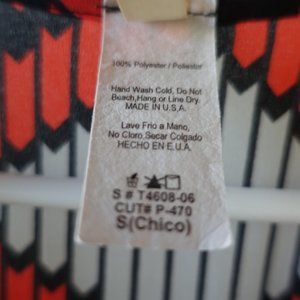 100% Polyester / Poliester
Hand Wash Cold, Do Not
Beach,Hang or Line Dry
MADE IN U.S.A.
Lave Frio a Mano,
No Cloro,Secar Colgado
HECHO EN E.U.A.
S # T4608-06
CUT# P-470
S(Chico)